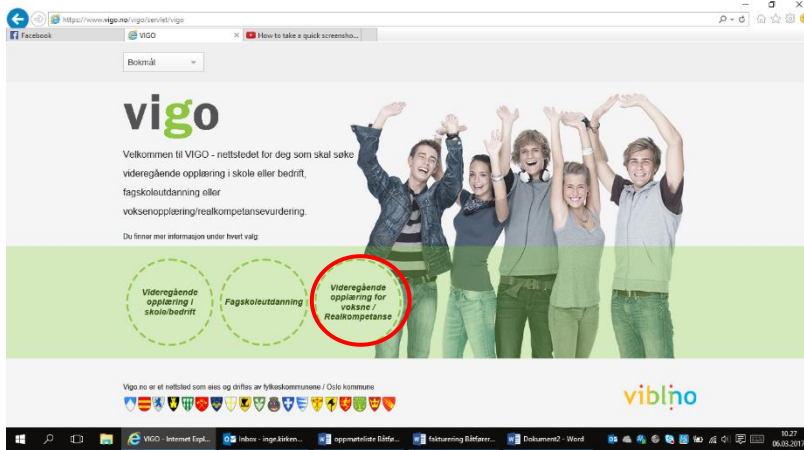 https://www.vigo.no/vigo/servlet/vigo
Facebook
VIGO
How to take a quick screensho...
Bokmål
vigo
Velkommen til VIGO - nettstedet for deg som skal søke
videregående opplæring i skole eller bedrift,
fagskoleutdanning eller
voksenopplæring/realkompetansevurdering.
Du finner mer informasjon under hvert valg:
Videregående
opplæring i
skole/bedrift
Fagskoleutdanning
Videregående
opplæring for
voksne /
Realkompetanse
Vigo.no er et nettsted som eies og driftes av fylkeskommunene / Oslo kommune
viblno
VIGO - Internet Expl...
Inbox - inge.kirken...
oppmøteliste Båtfø...
fakturering Båtfører...
Dokument2 - Word
10.27
06.03.2017